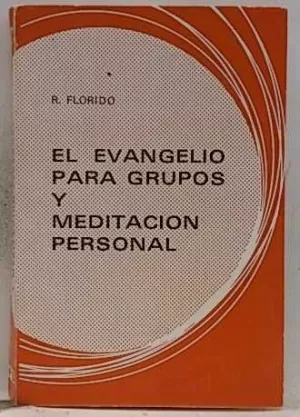 R. FLORIDO
EL EVANGELIO
PARA GRUPOS
Y
MEDITACION
PERSONAL